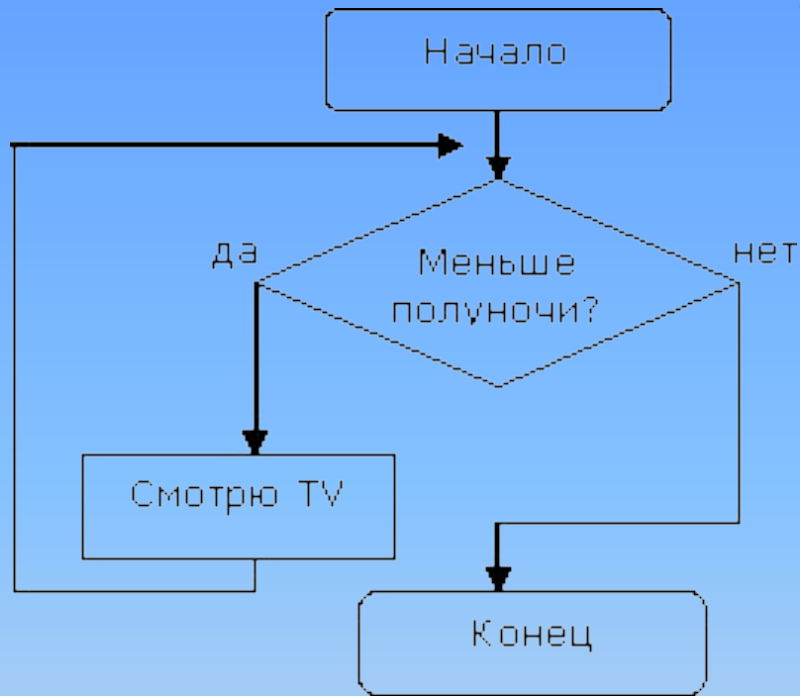 Начало
да
Меньше
полуночи?
нет
Смотрю TV
Конец